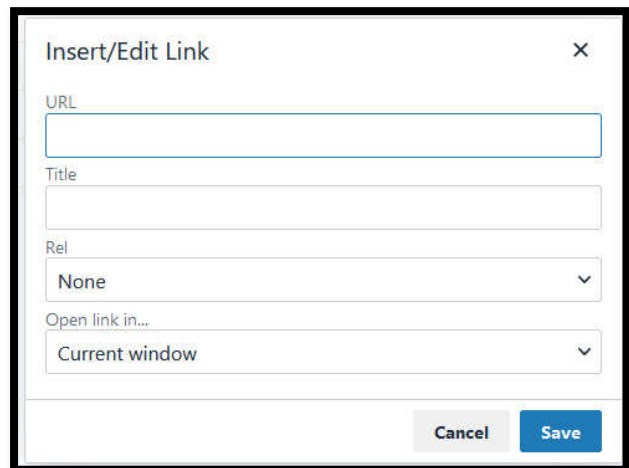 Insert/Edit Link
URL
Title
Rel
None
Open link in...
Current window
Cancel Save